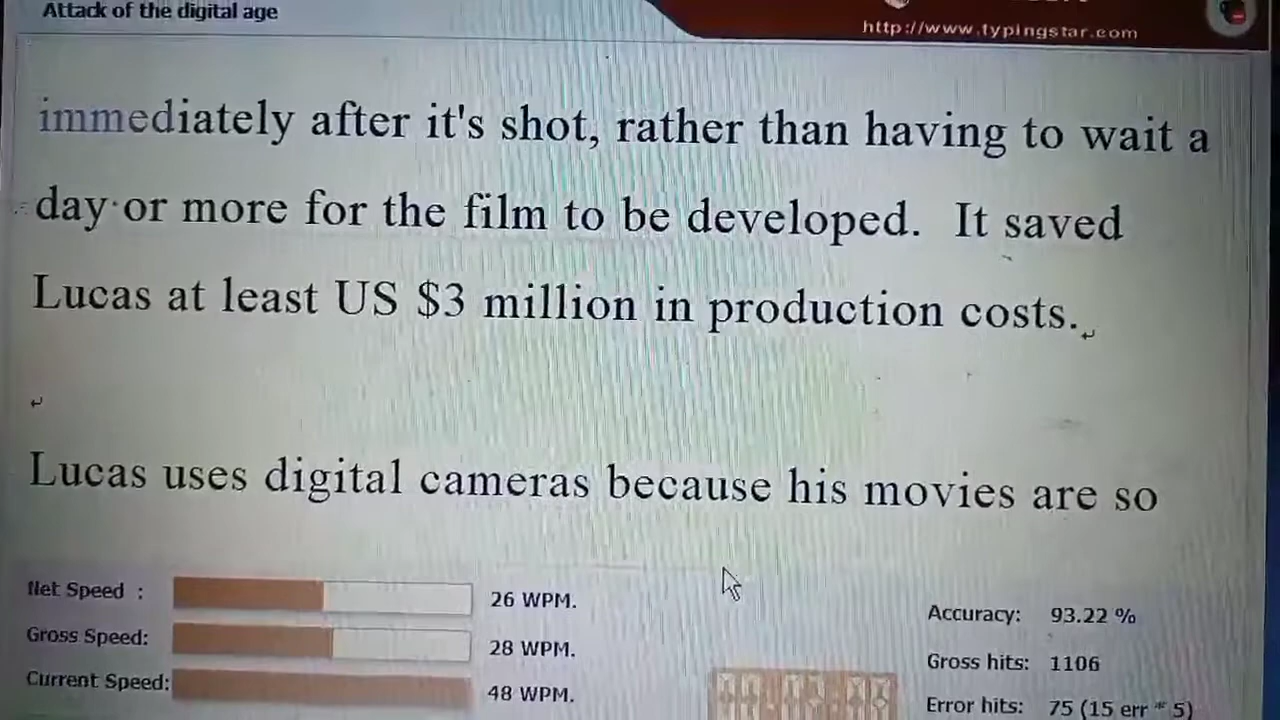 Attack of the digital age
http://www.typingstar.com
immediately after it's shot, rather than having to wait a
day or more for the film to be developed.  It saved
Lucas at least US $3 million in production costs.↵
↵
Lucas uses digital cameras because his movies are so
Net Speed : 26 WPM.
Gross Speed: 28 WPM.
Current Speed: 48 WPM.
Accuracy: 93.22 %
Gross hits: 1106
Error hits: 75 (15 err * 5)